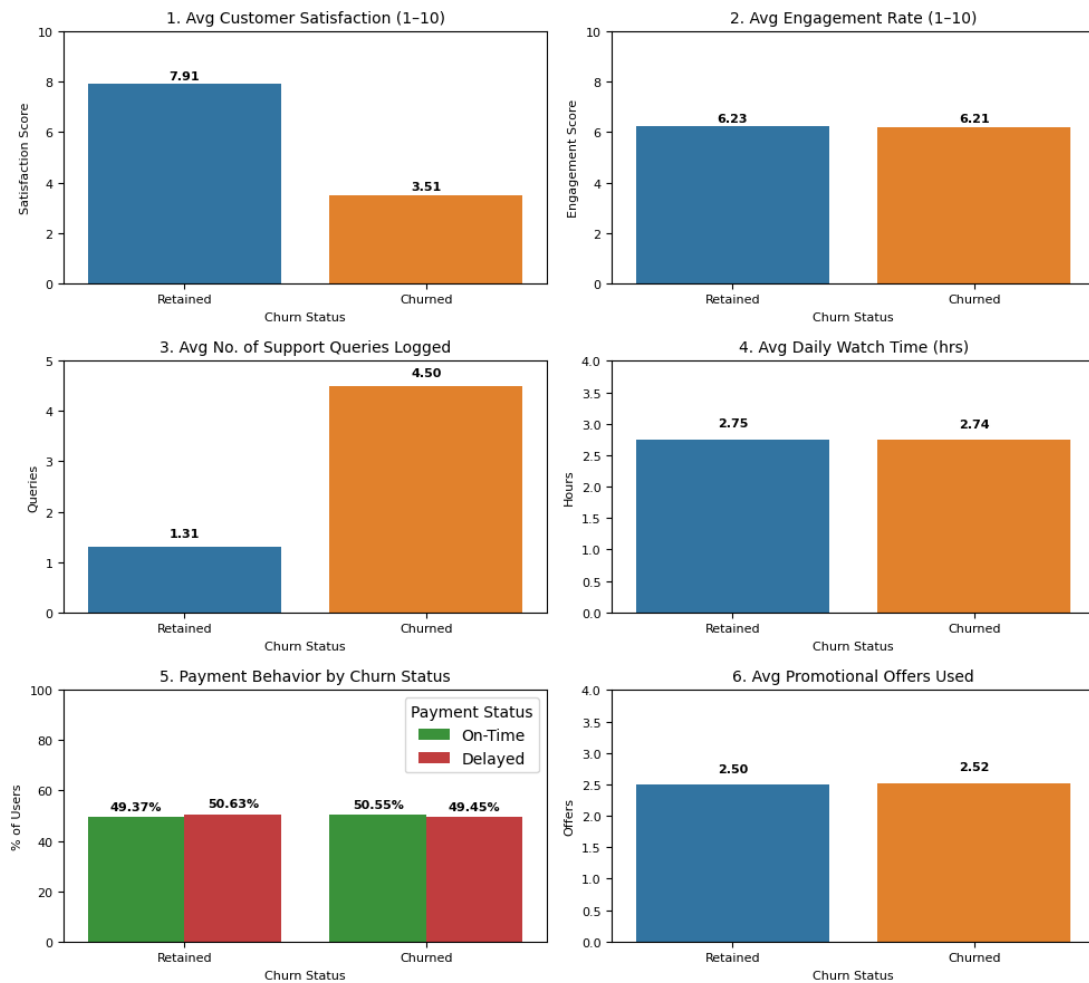 1. Avg Customer Satisfaction (1–10)
10
8
6
4
2
0
Satisfaction Score
7.91
3.51
Retained
Churned
Churn Status
2. Avg Engagement Rate (1–10)
10
8
6
4
2
0
Engagement Score
6.23
6.21
Retained
Churned
Churn Status
3. Avg No. of Support Queries Logged
5
4
3
2
1
0
Queries
1.31
4.50
Retained
Churned
Churn Status
4. Avg Daily Watch Time (hrs)
4.0
3.5
3.0
2.5
2.0
1.5
1.0
0.5
0.0
Hours
2.75
2.74
Retained
Churned
Churn Status
5. Payment Behavior by Churn Status
100
80
60
40
20
0
% of Users
Payment Status
On-Time
Delayed
49.37%
50.63%
50.55%
49.45%
Retained
Churned
Churn Status
6. Avg Promotional Offers Used
4.0
3.5
3.0
2.5
2.0
1.5
1.0
0.5
0.0
Offers
2.50
2.52
Retained
Churned
Churn Status